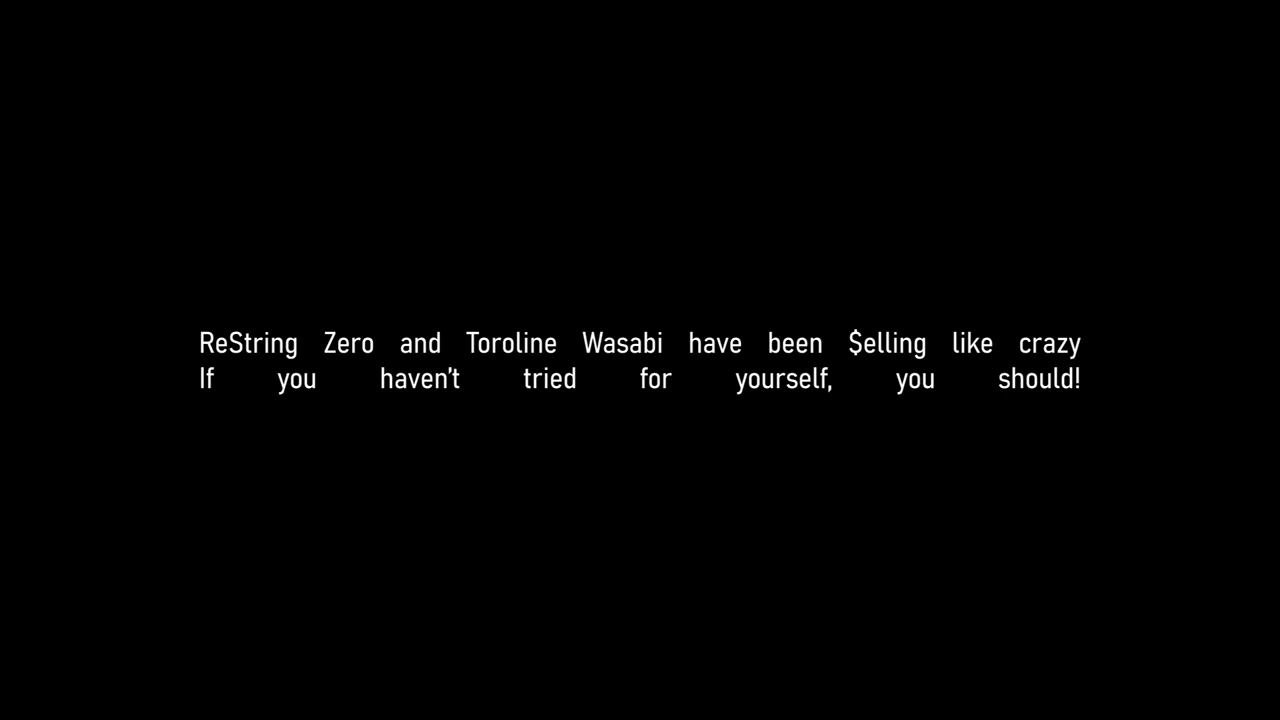 ReString Zero and Toroline Wasabi have been $elling like crazy
If you haven’t tried for yourself, you should!